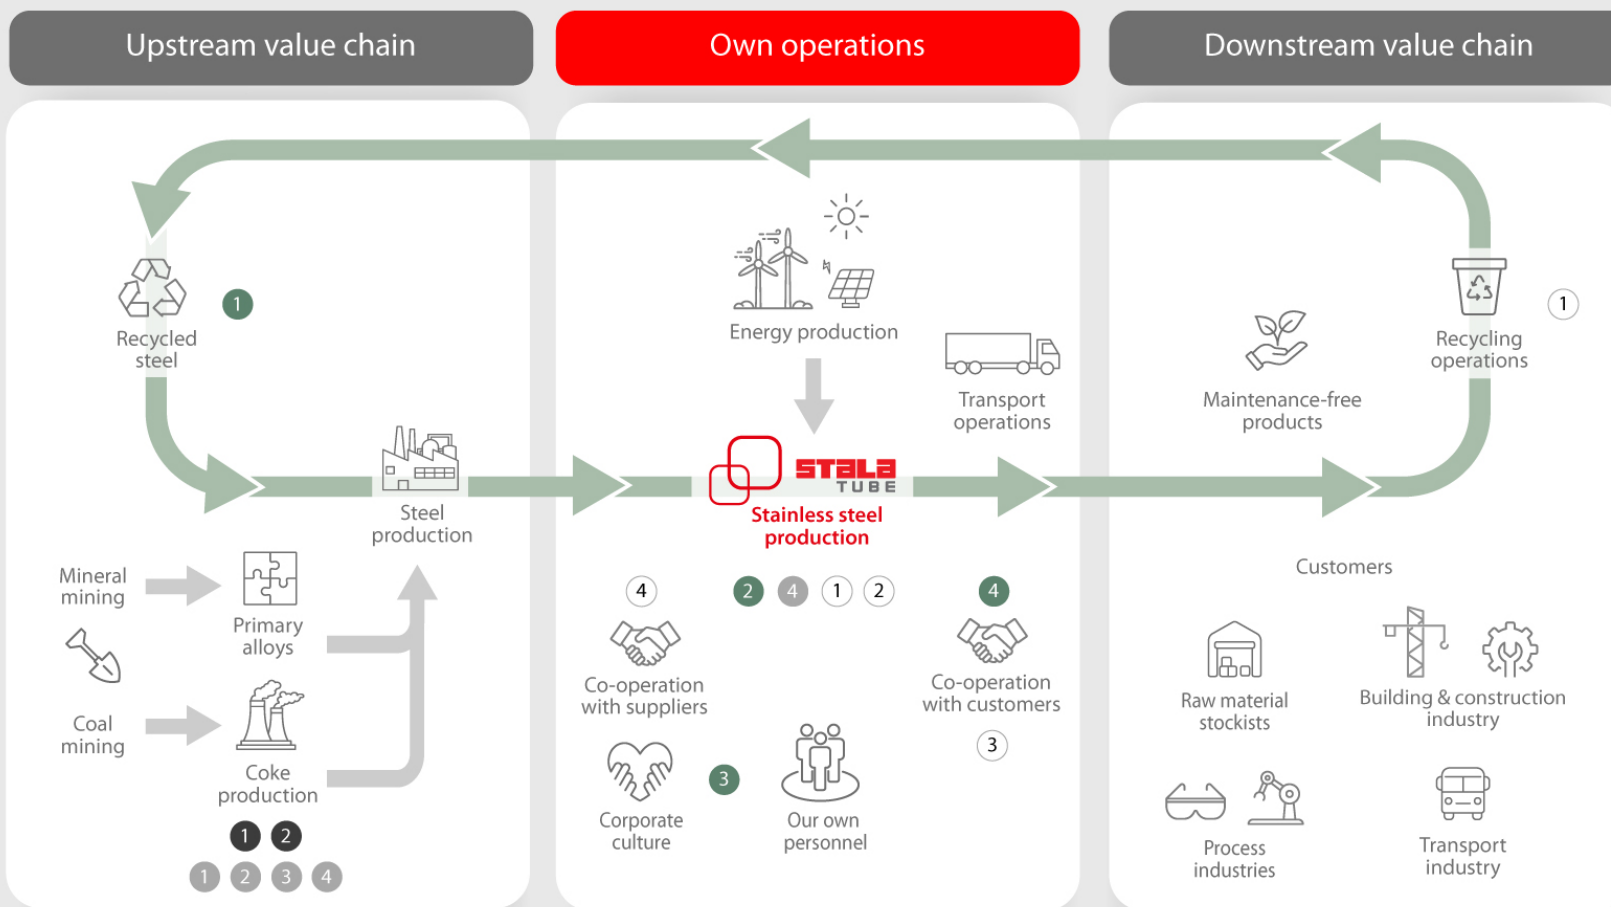 Upstream value chain
Own operations
Downstream value chain
Recycled
steel
1
Steel
production
Mineral
mining
Primary
alloys
Coal
mining
Coke
production
1 2
1 2 3 4
Energy production
Transport
operations
STALA
TUBE
Stainless steel
production
4
2 4 1 2
4
Co-operation
with suppliers
Co-operation
with customers
3
Corporate
culture
3
Our own
personnel
Maintenance-free
products
Recycling
operations
1
Customers
Raw material
stockists
Building & construction
industry
Process
industries
Transport
industry